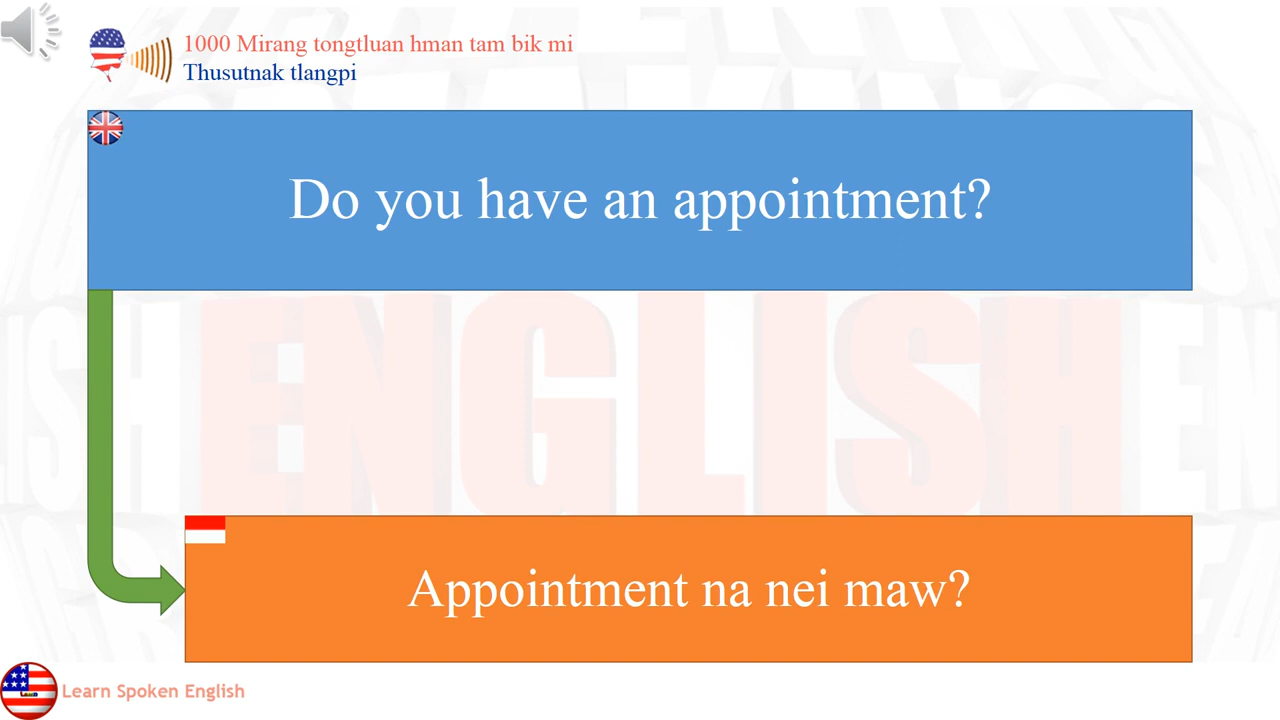 1000 Mirang tongtluan hman tam bik mi
Thusutnak tlangpi
Do you have an appointment?
ENGLISH
Appointment na nei maw?
Learn Spoken English